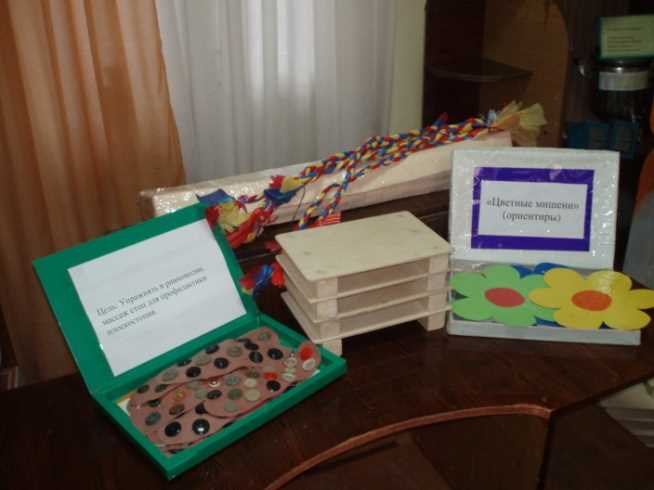 Цель. Упражнять в равновесии,
массаж стоп для профилактики
плоскостопия.
«Цветные мишени»
(ориентиры)